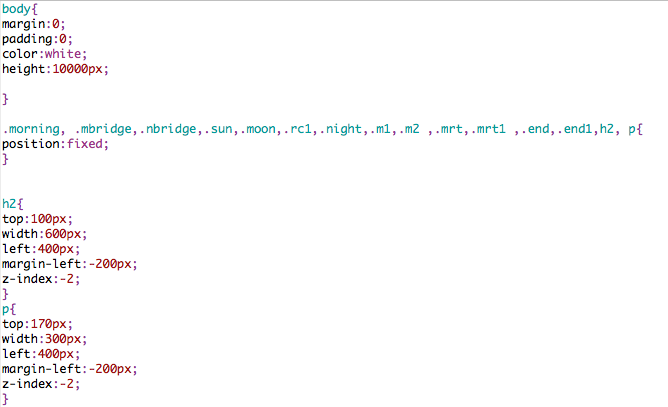 body{
margin:0;
padding:0;
color:white;
height:10000px;
}
.morning, .mbridge,.nbridge,.sun,.moon,.rc1,.night,.m1,.m2 ,.mrt,.mrt1 ,.end,.end1,h2, p{
position:fixed;
}
h2{
top:100px;
width:600px;
left:400px;
margin-left:-200px;
z-index:-2;
}
p{
top:170px;
width:300px;
left:400px;
margin-left:-200px;
z-index:-2;
}